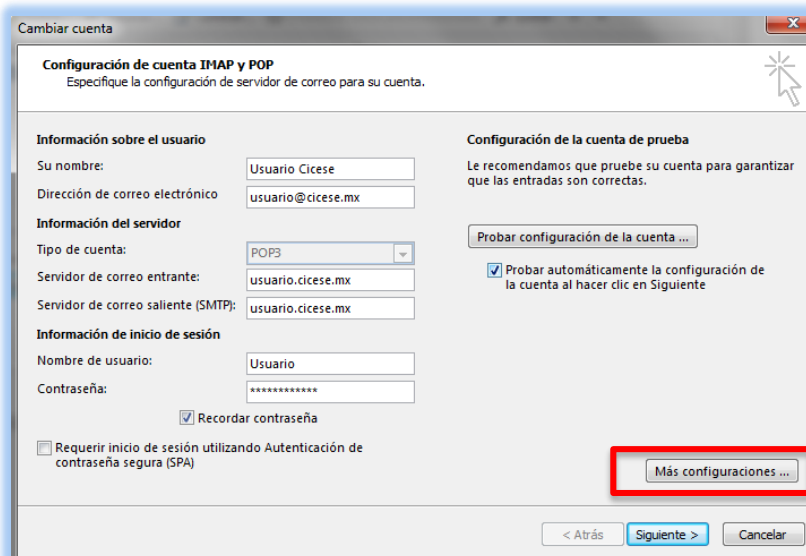 Cambiar cuenta
Configuración de cuenta IMAP y POP
Especifique la configuración de servidor de correo para su cuenta.
Información sobre el usuario
Su nombre:
Usuario Cicese
Dirección de correo electrónico
usuario@cicese.mx
Información del servidor
Tipo de cuenta:
POP3
Servidor de correo entrante:
usuario.cicese.mx
Servidor de correo saliente (SMTP):
usuario.cicese.mx
Información de inicio de sesión
Nombre de usuario:
Usuario
Contraseña:
************
Recordar contraseña
Requerir inicio de sesión utilizando Autenticación de
contraseña segura (SPA)
Configuración de la cuenta de prueba
Le recomendamos que pruebe su cuenta para garantizar
que las entradas son correctas.
Probar configuración de la cuenta ...
Probar automáticamente la configuración de
la cuenta al hacer clic en Siguiente
Más configuraciones ...
< Atrás
Siguiente >
Cancelar